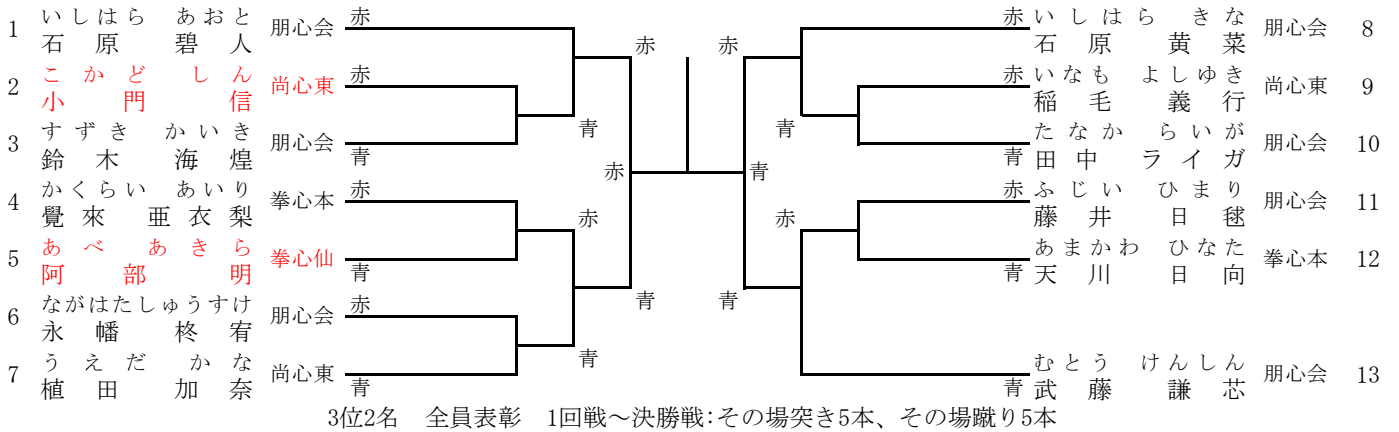 いしはら あおと
1 石原 碧人 朋心会 赤
こかど しん
2 小門 信 尚心東 赤
すずき かいき
3 鈴木 海煌 朋心会 青
かくらい あいり
4 覺來 亜衣梨 拳心本 赤
あべ あきら
5 阿部 明 拳心仙 青
ながはたしゅうすけ
6 永幡 柊宥 朋心会 赤
うえだ かな
7 植田 加奈 尚心東 青
青
赤
青
赤
青
赤
赤
青
赤
青
青
赤
赤 いしはら きな
石原 黄菜 朋心会 8
赤 いなも よしゆき
稲毛 義行 尚心東 9
たなか らいが
青 田中 ライガ 朋心会 10
赤 ふじい ひまり
藤井 日毬 朋心会 11
あまかわ ひなた
青 天川 日向 拳心本 12
むとう けんしん
青 武藤 謙芯 朋心会 13
3位2名 全員表彰 1回戦~決勝戦:その場突き5本、その場蹴り5本